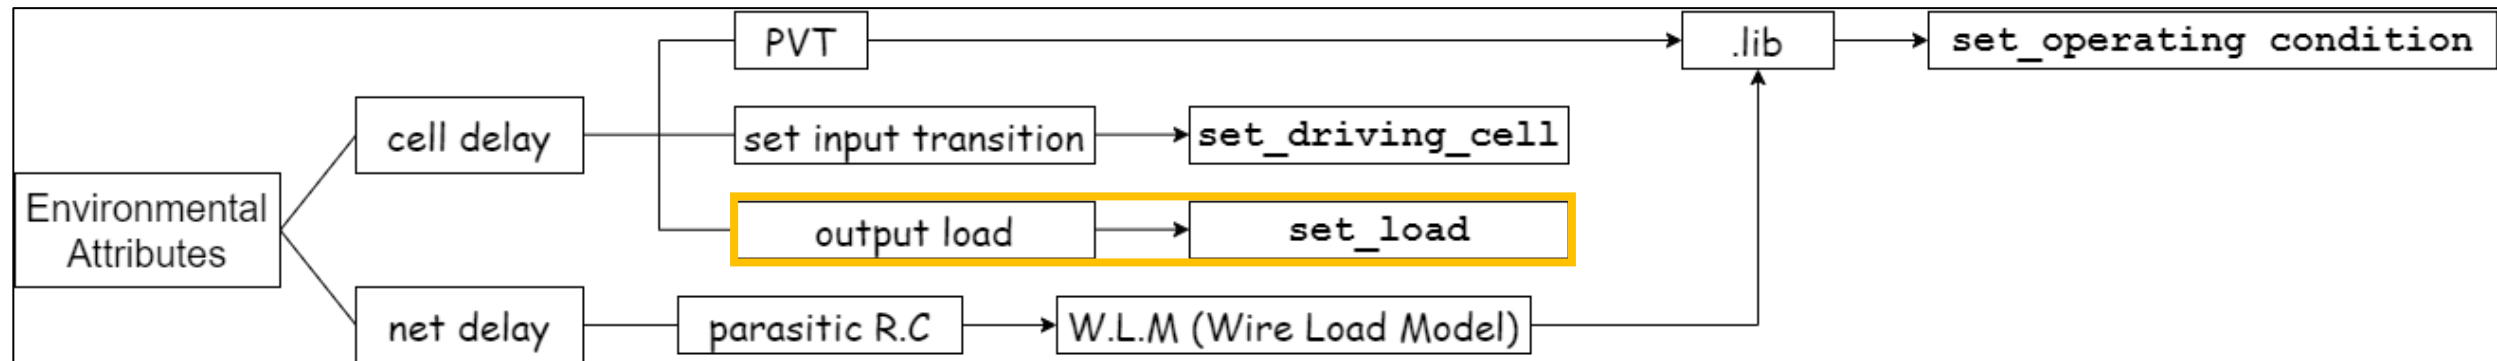 PVT
.lib
set_operating condition
cell delay
set input transition
set_driving_cell
Environmental
Attributes
output load
set_load
net delay
parasitic R.C
W.L.M (Wire Load Model)